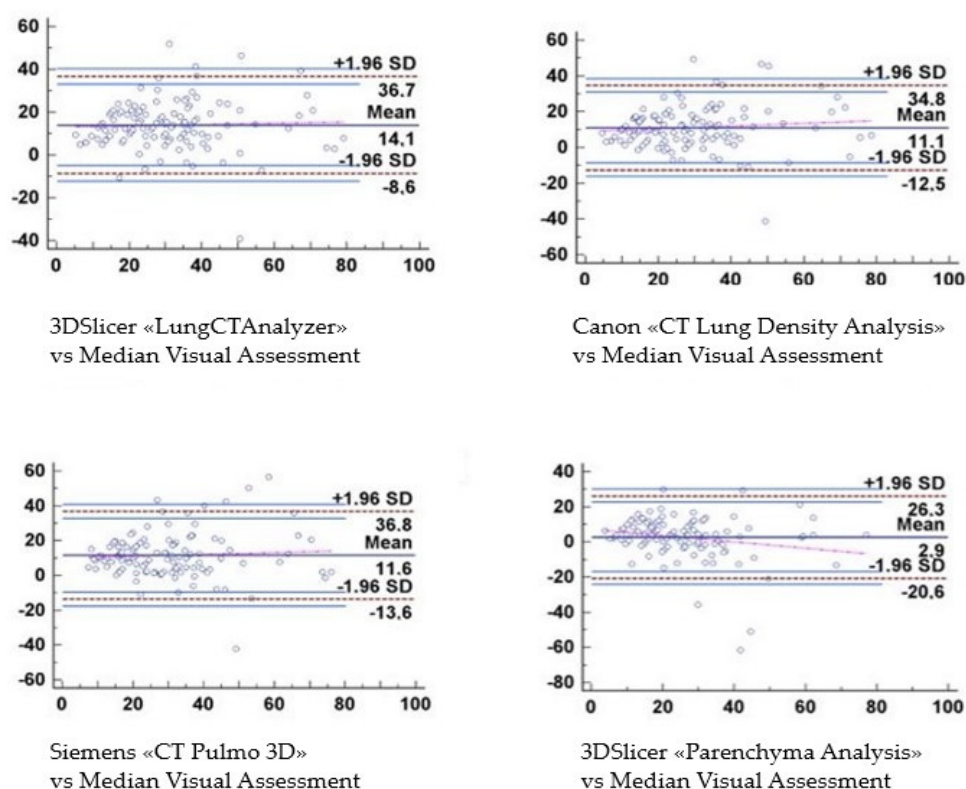 60
40
20
0
-20
-40
0 20 40 60 80 100
+1.96 SD
36.7
Mean
14,1
-1.96 SD
-8,6
3DSlicer «LungCTAnalyzer»
vs Median Visual Assessment
60
40
20
0
-20
-40
-60
0 20 40 60 80 100
+1.96 SD
34.8
Mean
11.1
-1.96 SD
-12,5
Canon «CT Lung Density Analysis»
vs Median Visual Assessment
60
40
20
0
-20
-40
-60
0 20 40 60 80 100
+1.96 SD
36.8
Mean
11.6
-1.96 SD
-13,6
Siemens «CT Pulmo 3D»
vs Median Visual Assessment
40
20
0
-20
-40
-60
-80
0 20 40 60 80 100
+1.96 SD
26.3
Mean
2.9
-1.96 SD
-20,6
3DSlicer «Parenchyma Analysis»
vs Median Visual Assessment